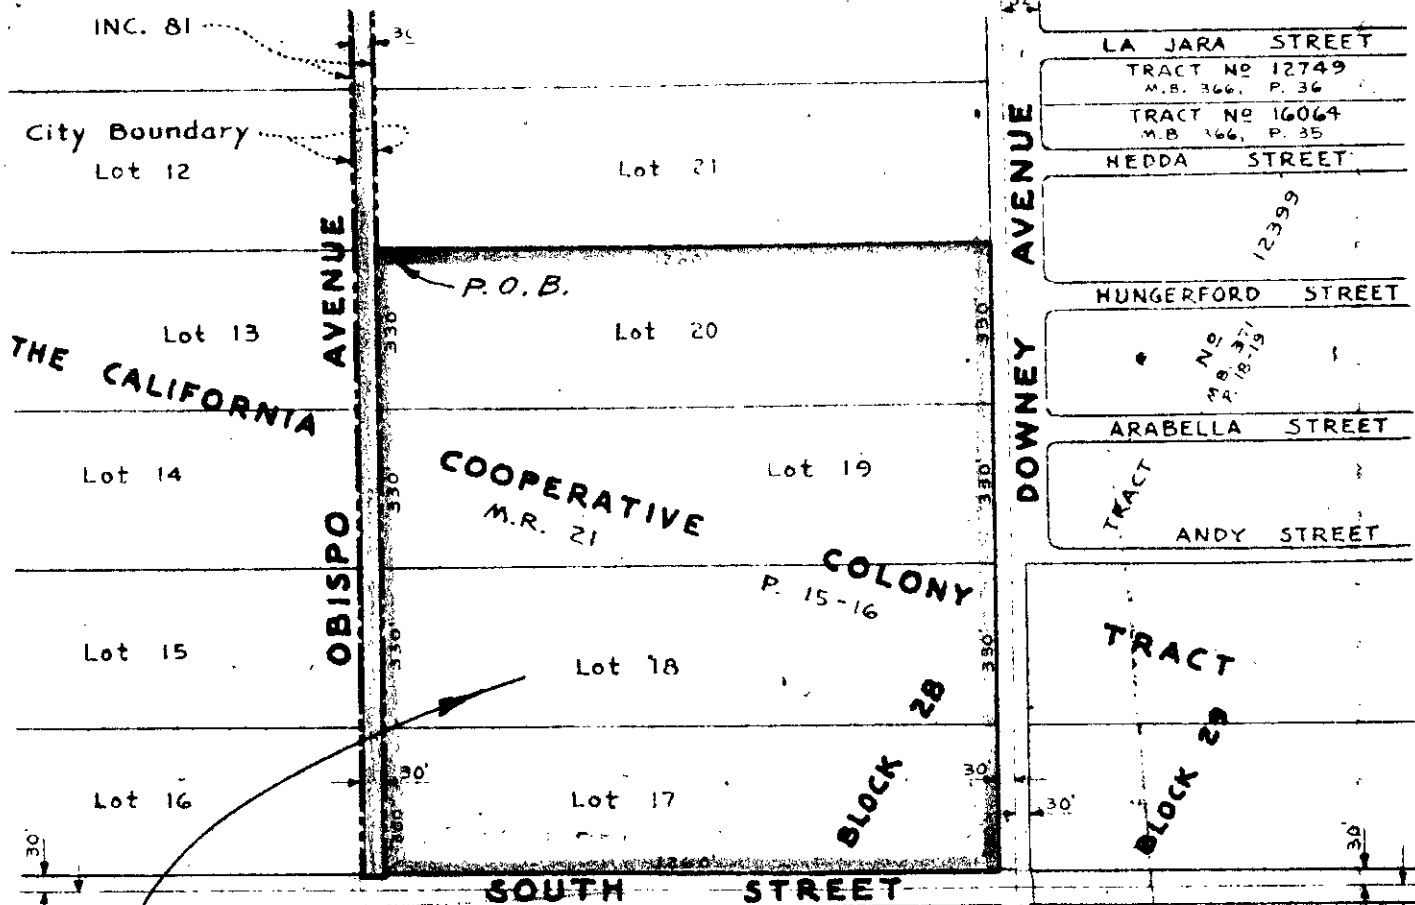 INC. 81
City Boundary
Lot 12
Lot 21
LA JARA STREET
TRACT Nº 12749
M.B. 366, P. 36
TRACT Nº 16064
M.B. 366, P. 35
HEDDA STREET
12399
HUNGERFORD STREET
Nº
M.B. 371
18-19
ARABELLA STREET
TRACT
ANDY STREET
OBISPO AVENUE
DOWNEY AVENUE
P.O.B.
Lot 13
Lot 20
330'
330'
THE CALIFORNIA
COOPERATIVE
COLONY
TRACT
M.R. 21
P. 15-16
Lot 14
Lot 19
330'
330'
Lot 15
Lot 18
330'
330'
BLOCK 28
BLOCK 29
Lot 16
Lot 17
30'
30'
30'
30'
30'
1260'
SOUTH STREET